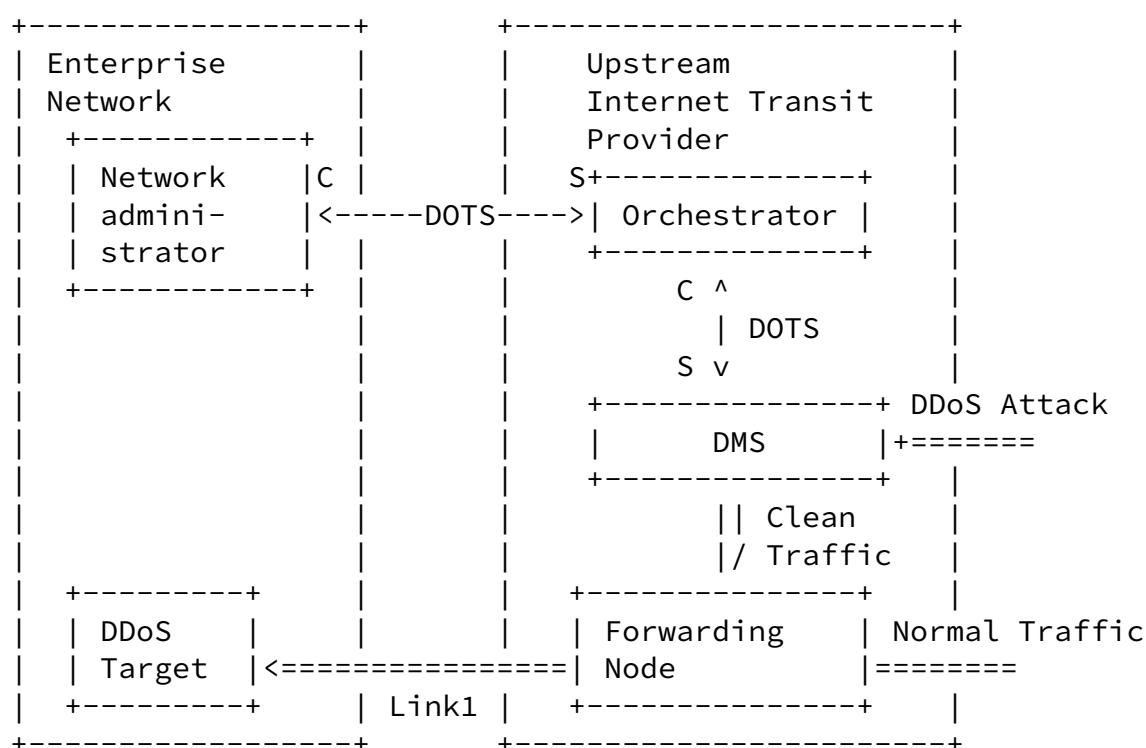 Enterprise Upstream
Network Internet Transit
Provider
Network C S
admini- <-----DOTS---->| Orchestrator
strator
C ^
| DOTS
S v
DDoS Attack
DMS
|| Clean
|/ Traffic
DDoS Forwarding Normal Traffic
Target Node
Link1